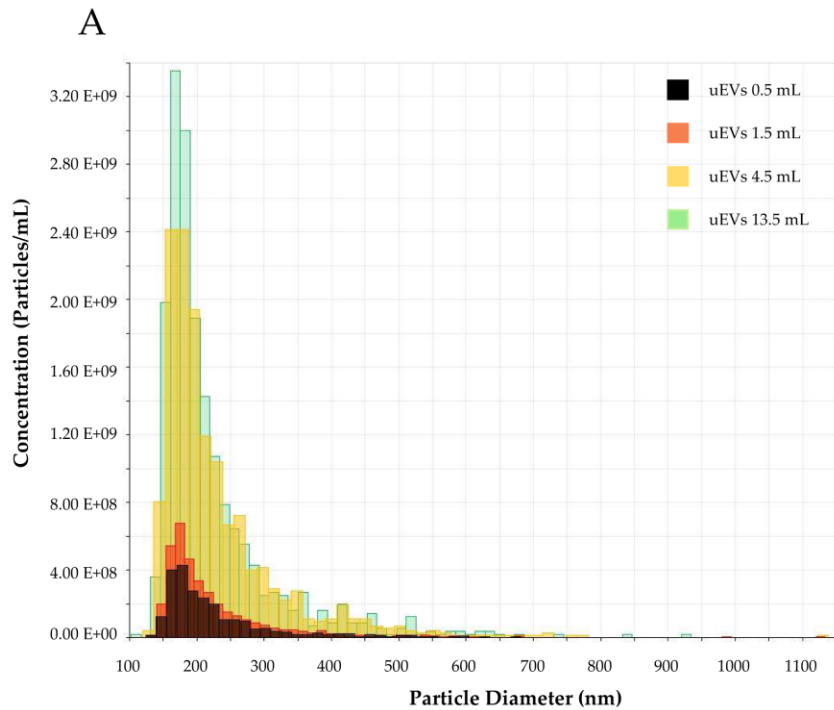 A
Concentration (Particles/mL)
3.20 E+09
2.80 E+09
2.40 E+09
2.00 E+09
1.60 E+09
1.20 E+09
8.00 E+08
4.00 E+08
0.00 E+00
uEVs 0.5 mL
uEVs 1.5 mL
uEVs 4.5 mL
uEVs 13.5 mL
100 200 300 400 500 600 700 800 900 1000 1100
Particle Diameter (nm)